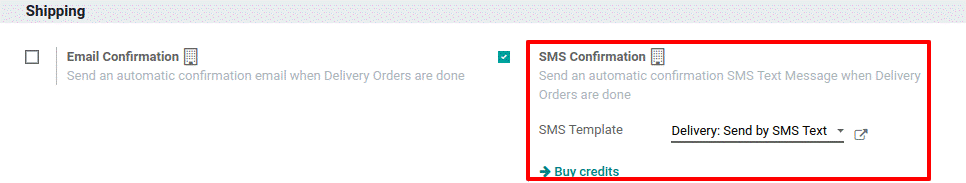 Shipping
Email Confirmation
Send an automatic confirmation email when Delivery Orders are done
SMS Confirmation
Send an automatic confirmation SMS Text Message when Delivery
Orders are done
SMS Template
Delivery: Send by SMS Text
Buy credits